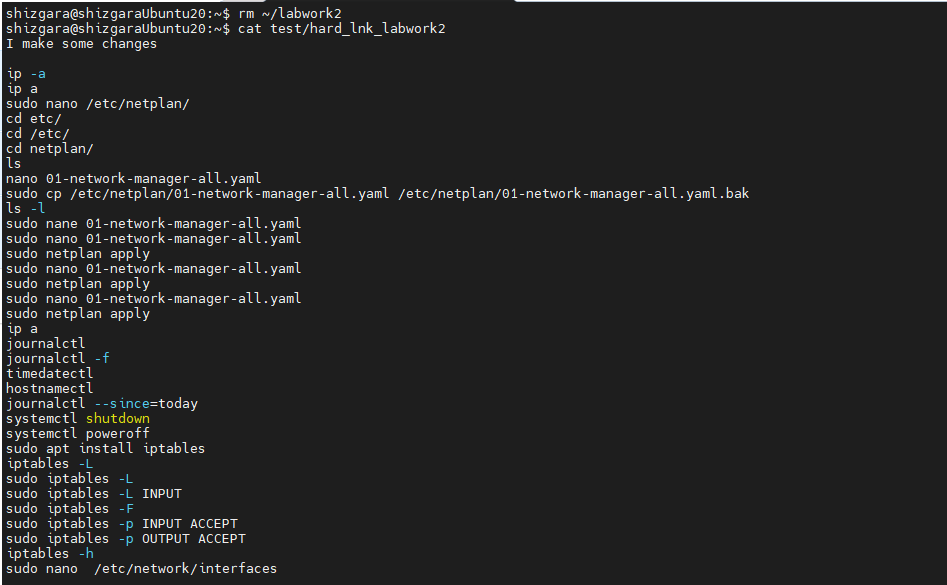 shizgara@shizgaraUbuntu20:~$ rm ~/labwork2
shizgara@shizgaraUbuntu20:~$ cat test/hard_lnk_labwork2
I make some changes

ip -a
ip a
sudo nano /etc/netplan/
cd etc/
cd /etc/
cd netplan/
ls
nano 01-network-manager-all.yaml
sudo cp /etc/netplan/01-network-manager-all.yaml /etc/netplan/01-network-manager-all.yaml.bak
ls -l
sudo nane 01-network-manager-all.yaml
sudo nano 01-network-manager-all.yaml
sudo netplan apply
sudo nano 01-network-manager-all.yaml
sudo netplan apply
sudo nano 01-network-manager-all.yaml
sudo netplan apply
ip a
journalctl
journalctl -f
timedatectl
hostnamectl
journalctl --since=today
systemctl shutdown
systemctl poweroff
sudo apt install iptables
iptables -L
sudo iptables -L
sudo iptables -L INPUT
sudo iptables -F
sudo iptables -p INPUT ACCEPT
sudo iptables -p OUTPUT ACCEPT
iptables -h
sudo nano  /etc/network/interfaces